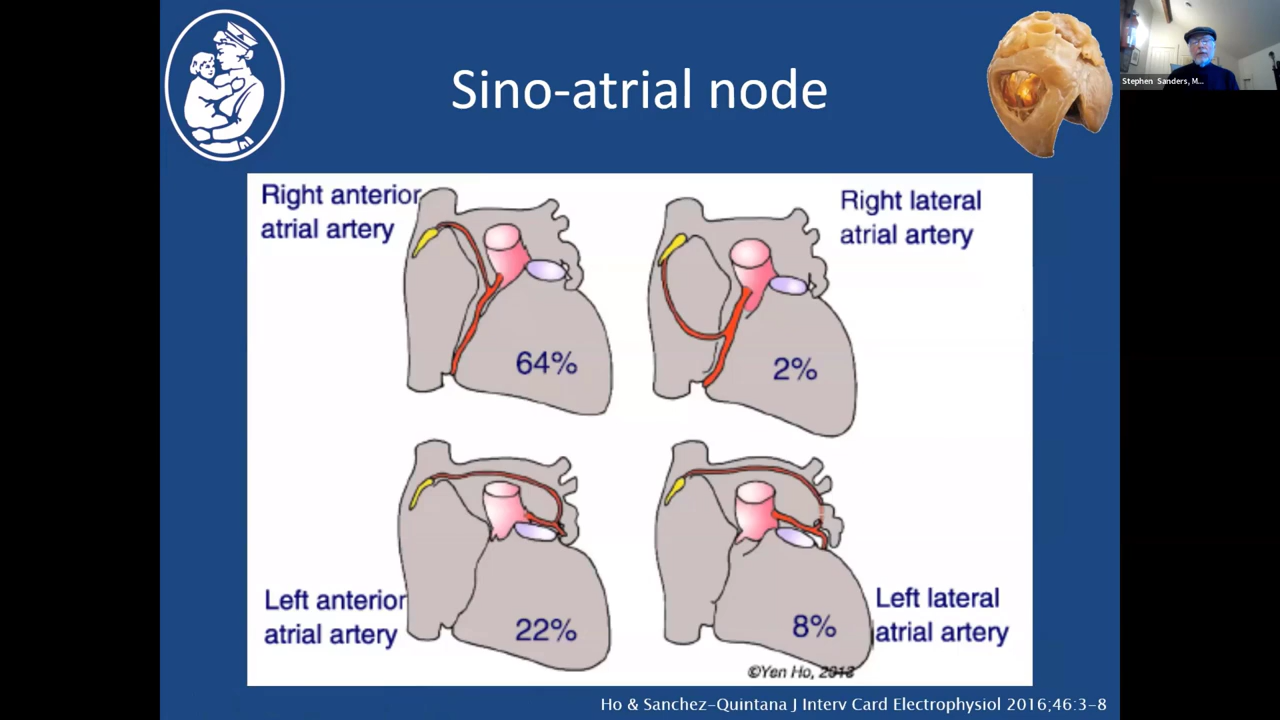 Sino-atrial node
Stephen Sanders, M...
Right anterior
atrial artery
64%
Right lateral
atrial artery
2%
Left anterior
atrial artery
22%
Left lateral
atrial artery
8%
©Yen Ho, 2013
Ho & Sanchez-Quintana J Interv Card Electrophysiol 2016;46:3-8